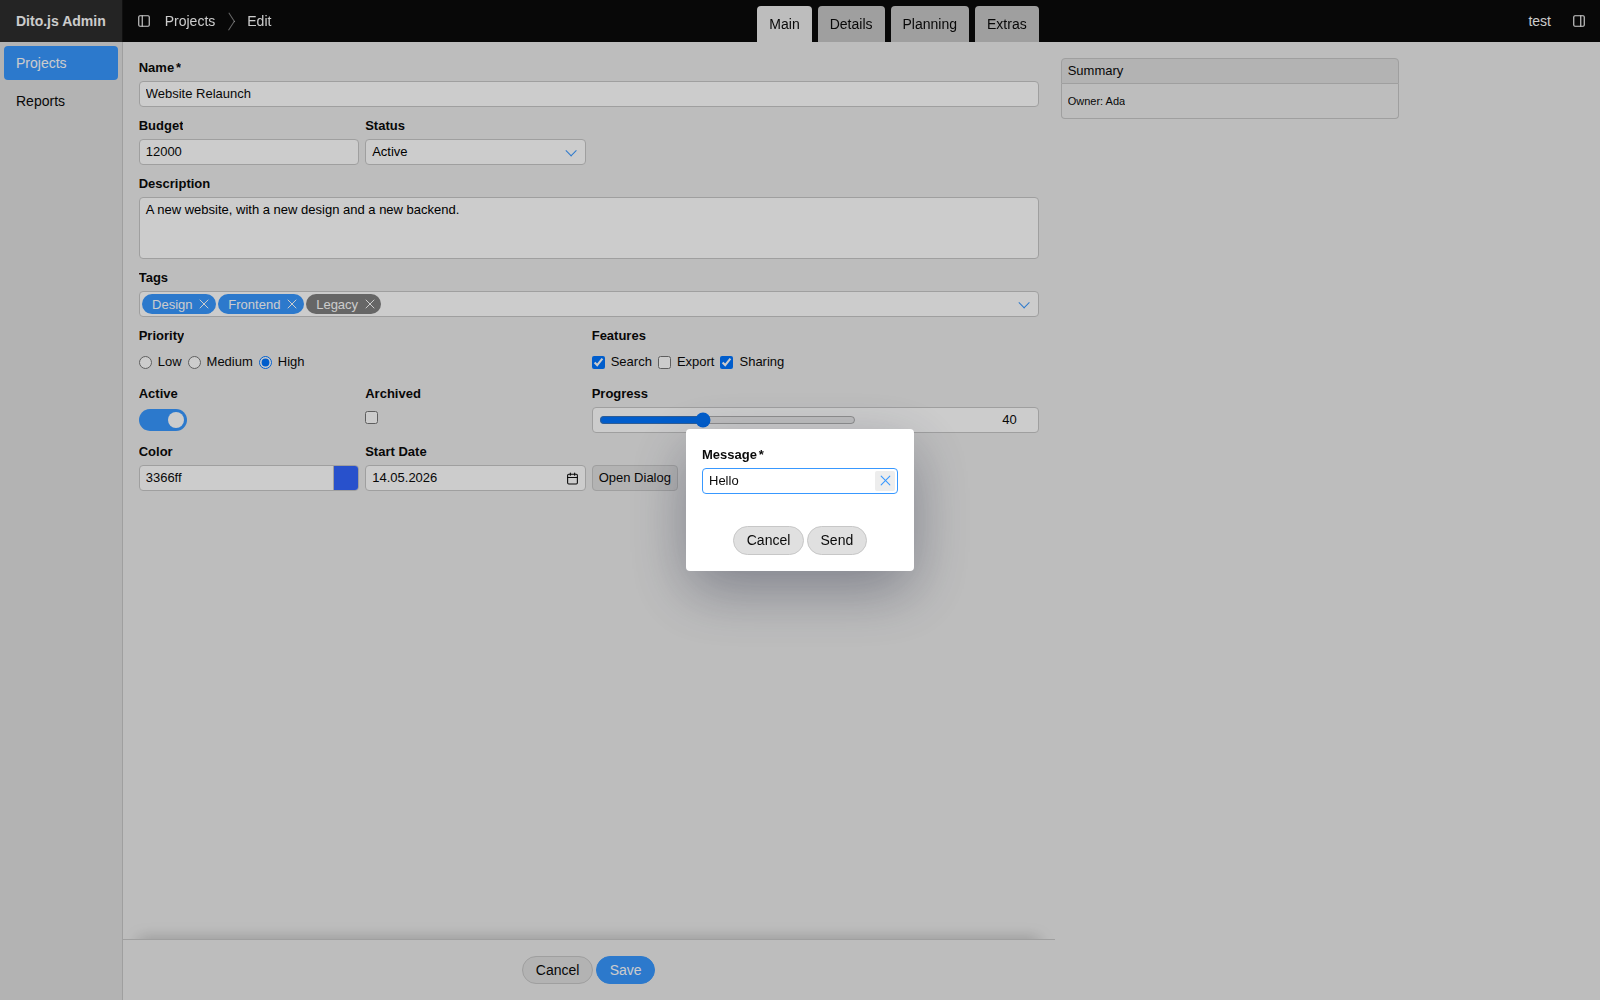 Dito.js Admin
Projects
Edit
Main
Details
Planning
Extras
test
Projects
Reports
Name*
Website Relaunch
Budget
Status
12000
Active
Description
A new website, with a new design and a new backend.
Tags
Design
Frontend
Legacy
Priority
Features
Low
Medium
High
Search
Export
Sharing
Active
Archived
Progress
40
Color
Start Date
3366ff
14.05.2026
Open Dialog
Summary
Owner: Ada
Message*
Hello
Cancel
Send
Cancel
Save